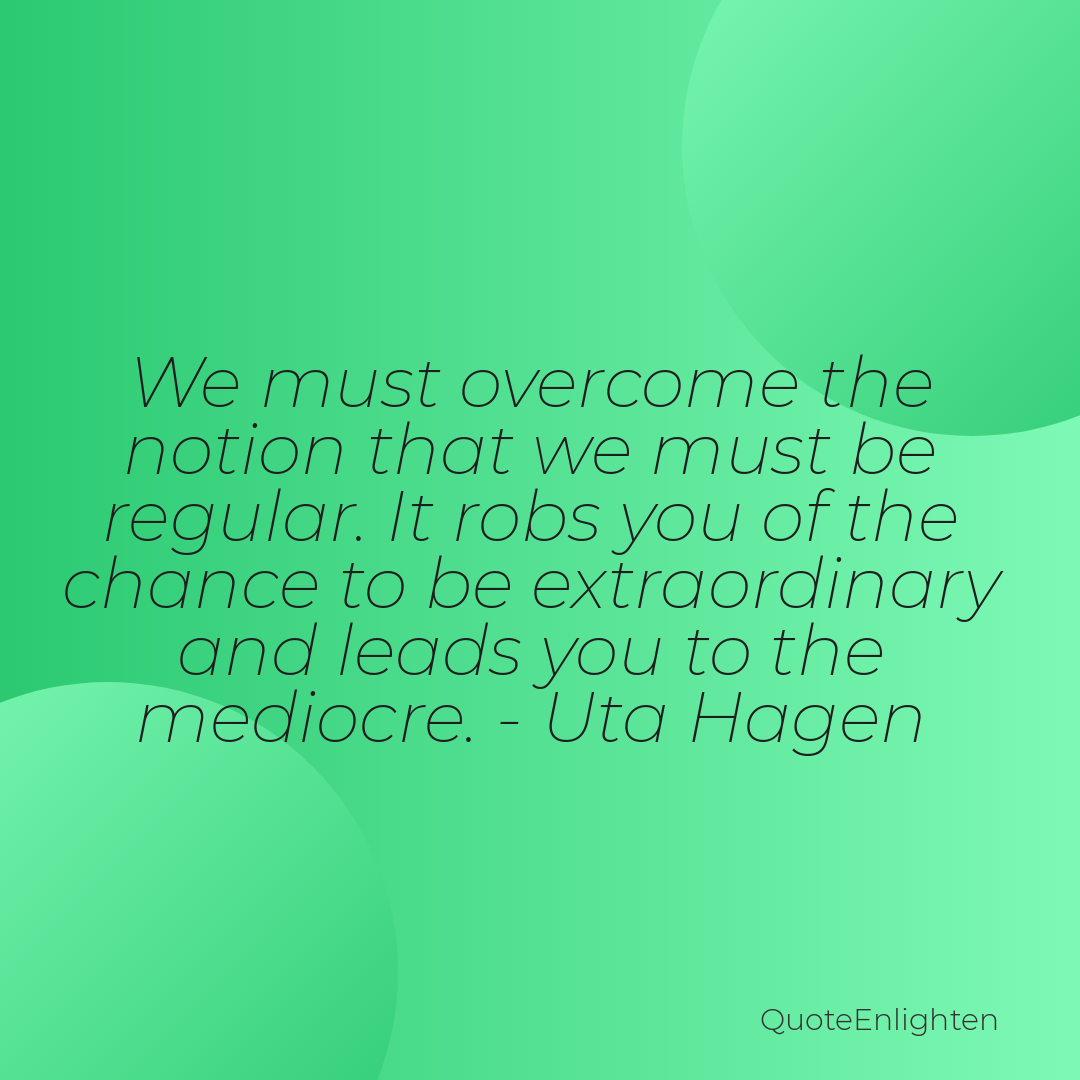 We must overcome the
notion that we must be
regular. It robs you of the
chance to be extraordinary
and leads you to the
mediocre. - Uta Hagen
QuoteEnlighten